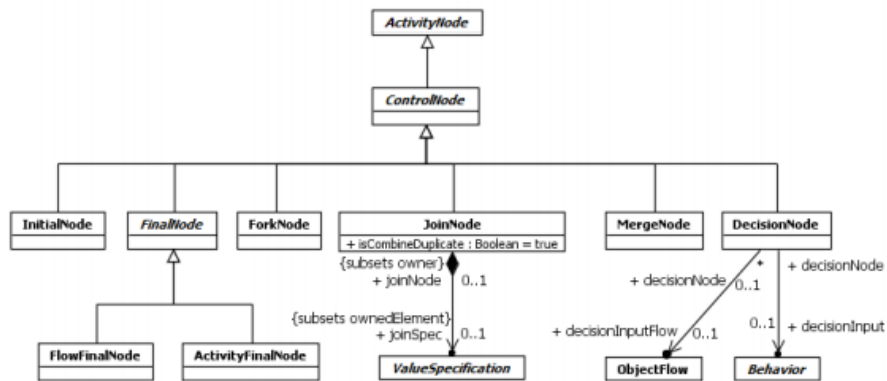 ActivityNode
ControlNode
InitialNode
FinalNode
ForkNode
JoinNode
+ isCombineDuplicate : Boolean = true
MergeNode
DecisionNode
{subsets owner}
+ joinNode
0..1
{subsets ownedElement}
+ joinSpec
0..1
*
+ decisionNode
+ decisionNode
0..1
+ decisionInputFlow
0..1
0..1
+ decisionInput
FlowFinalNode
ActivityFinalNode
ValueSpecification
ObjectFlow
Behavior